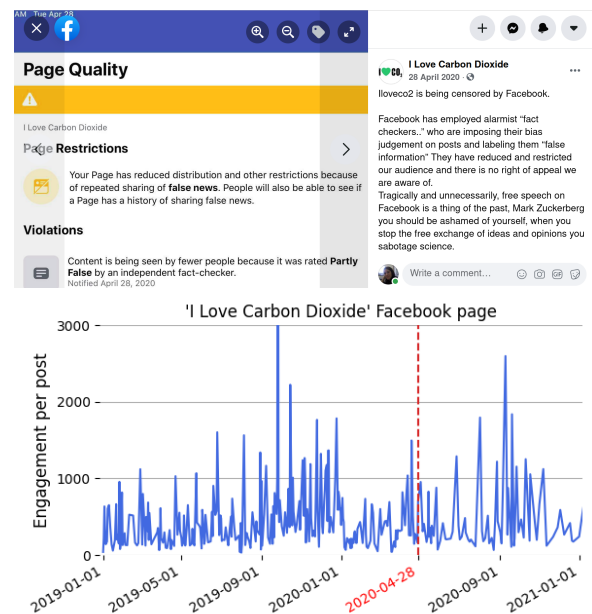 AM Tue Apr 28
Page Quality
I Love Carbon Dioxide
Page Restrictions
Your Page has reduced distribution and other restrictions because
of repeated sharing of false news. People will also be able to see if
a Page has a history of sharing false news.
Violations
Content is being seen by fewer people because it was rated Partly
False by an independent fact-checker.
Notified April 28, 2020
I CO₂
I Love Carbon Dioxide
28 April 2020 ·
Iloveco2 is being censored by Facebook.
Facebook has employed alarmist “fact
checkers..” who are imposing their bias
judgement on posts and labeling them “false
information” They have reduced and restricted
our audience and there is no right of appeal we
are aware of.
Tragically and unnecessarily, free speech on
Facebook is a thing of the past, Mark Zuckerberg
you should be ashamed of yourself, when you
stop the free exchange of ideas and opinions you
sabotage science.
Write a comment...
GIF
'I Love Carbon Dioxide' Facebook page
Engagement per post
3000
2000
1000
0
2019-01-01
2019-05-01
2019-09-01
2020-01-01
2020-04-28
2020-09-01
2021-01-01